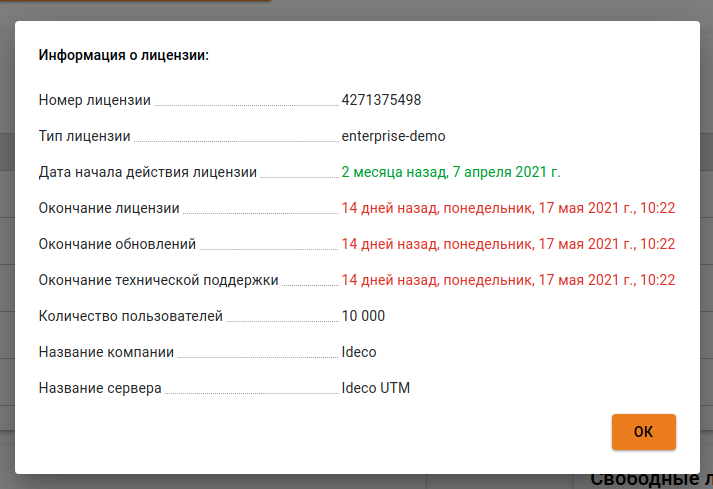 Информация о лицензии:
Номер лицензии 4271375498
Тип лицензии enterprise-demo
Дата начала действия лицензии 2 месяца назад, 7 апреля 2021 г.
Окончание лицензии 14 дней назад, понедельник, 17 мая 2021 г., 10:22
Окончание обновлений 14 дней назад, понедельник, 17 мая 2021 г., 10:22
Окончание технической поддержки 14 дней назад, понедельник, 17 мая 2021 г., 10:22
Количество пользователей 10 000
Название компании Ideco
Название сервера Ideco UTM
ОК
Свободные